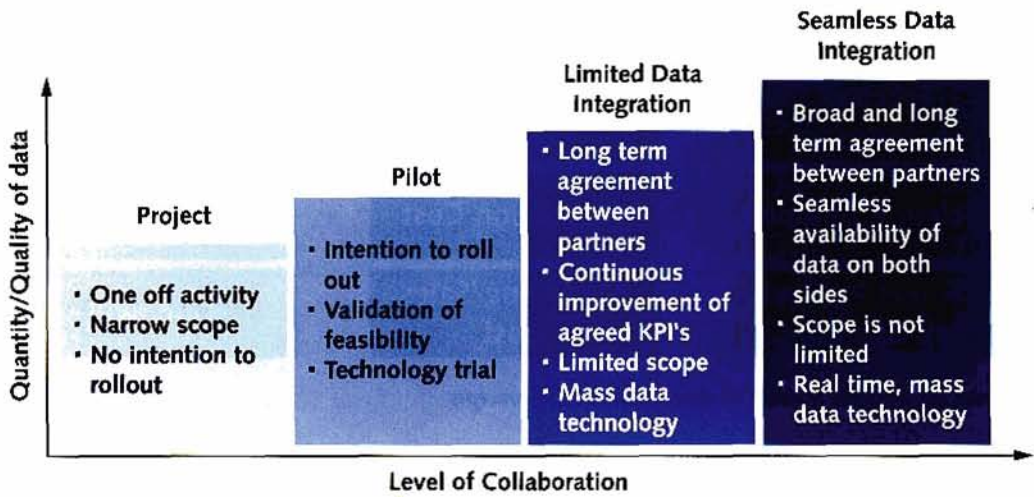 Quantity/Quality of data
Project
▪ One off activity
▪ Narrow scope
▪ No intention to
rollout
Pilot
▪ Intention to roll
out
▪ Validation of
feasibility
▪ Technology trial
Limited Data
Integration
▪ Long term
agreement
between
partners
▪ Continuous
improvement of
agreed KPI's
▪ Limited scope
▪ Mass data
technology
Seamless Data
Integration
▪ Broad and long
term agreement
between partners
▪ Seamless
availability of
data on both
sides
▪ Scope is not
limited
▪ Real time, mass
data technology
Level of Collaboration